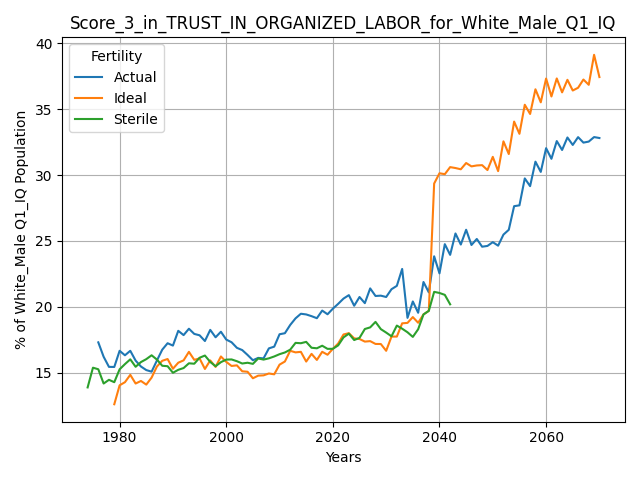 Score_3_in_TRUST_IN_ORGANIZED_LABOR_for_White_Male_Q1_IQ
Fertility
Actual
Ideal
Sterile
% of White_Male Q1_IQ Population
40
35
30
25
20
15
1980
2000
2020
2040
2060
Years